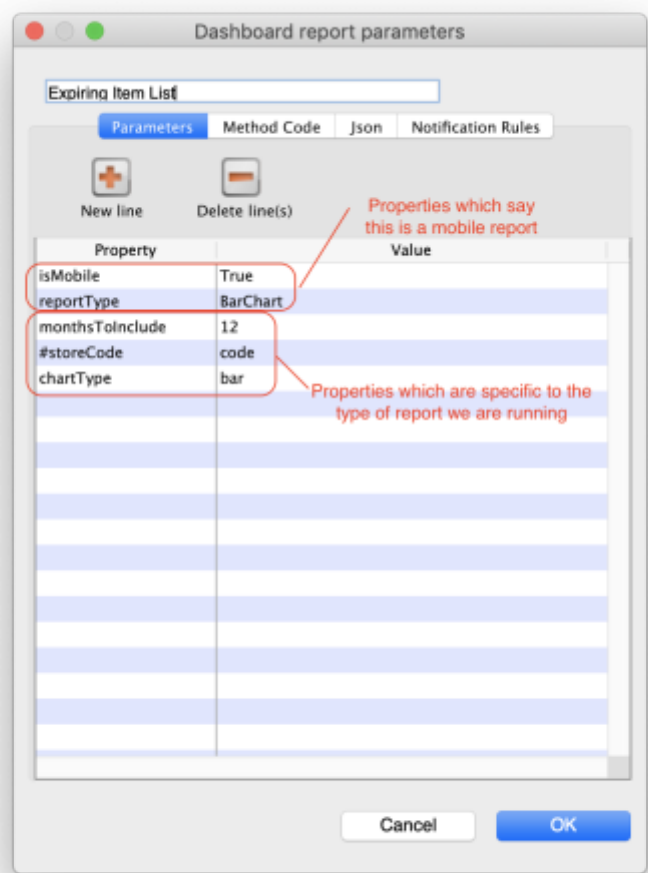 Dashboard report parameters
Expiring Item List
Parameters Method Code Json Notification Rules
New line Delete line(s)
Properties which say
this is a mobile report
Property Value
isMobile True
reportType BarChart
monthsToInclude 12
#storeCode code
chartType bar
Properties which are specific to the
type of report we are running
Cancel OK